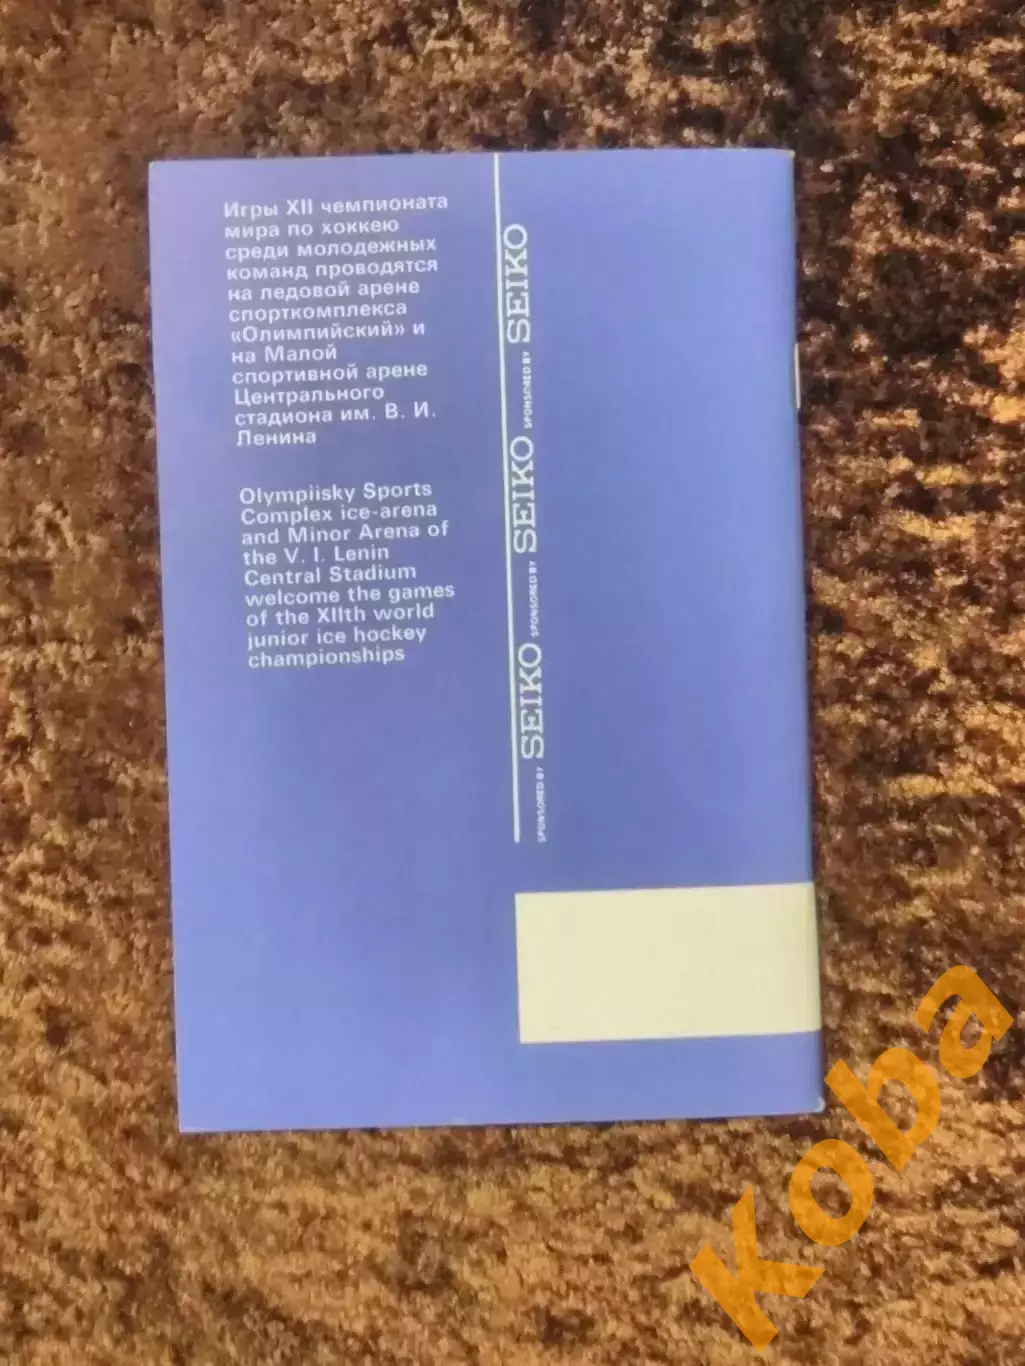 Игры XII чемпионата
мира по хоккею
среди молодежных
команд проводятся
на ледовой арене
спорткомплекса
«Олимпийский» и
на Малой
спортивной арене
Центрального
стадиона им. В. И.
Ленина
Olympiisky Sports
Complex ice-arena
and Minor Arena of
the V. I. Lenin
Central Stadium
welcome the games
of the XIIth world
junior ice hockey
championships
SPONSORED BY SEIKO SPONSORED BY SEIKO SPONSORED BY SEIKO
Koba